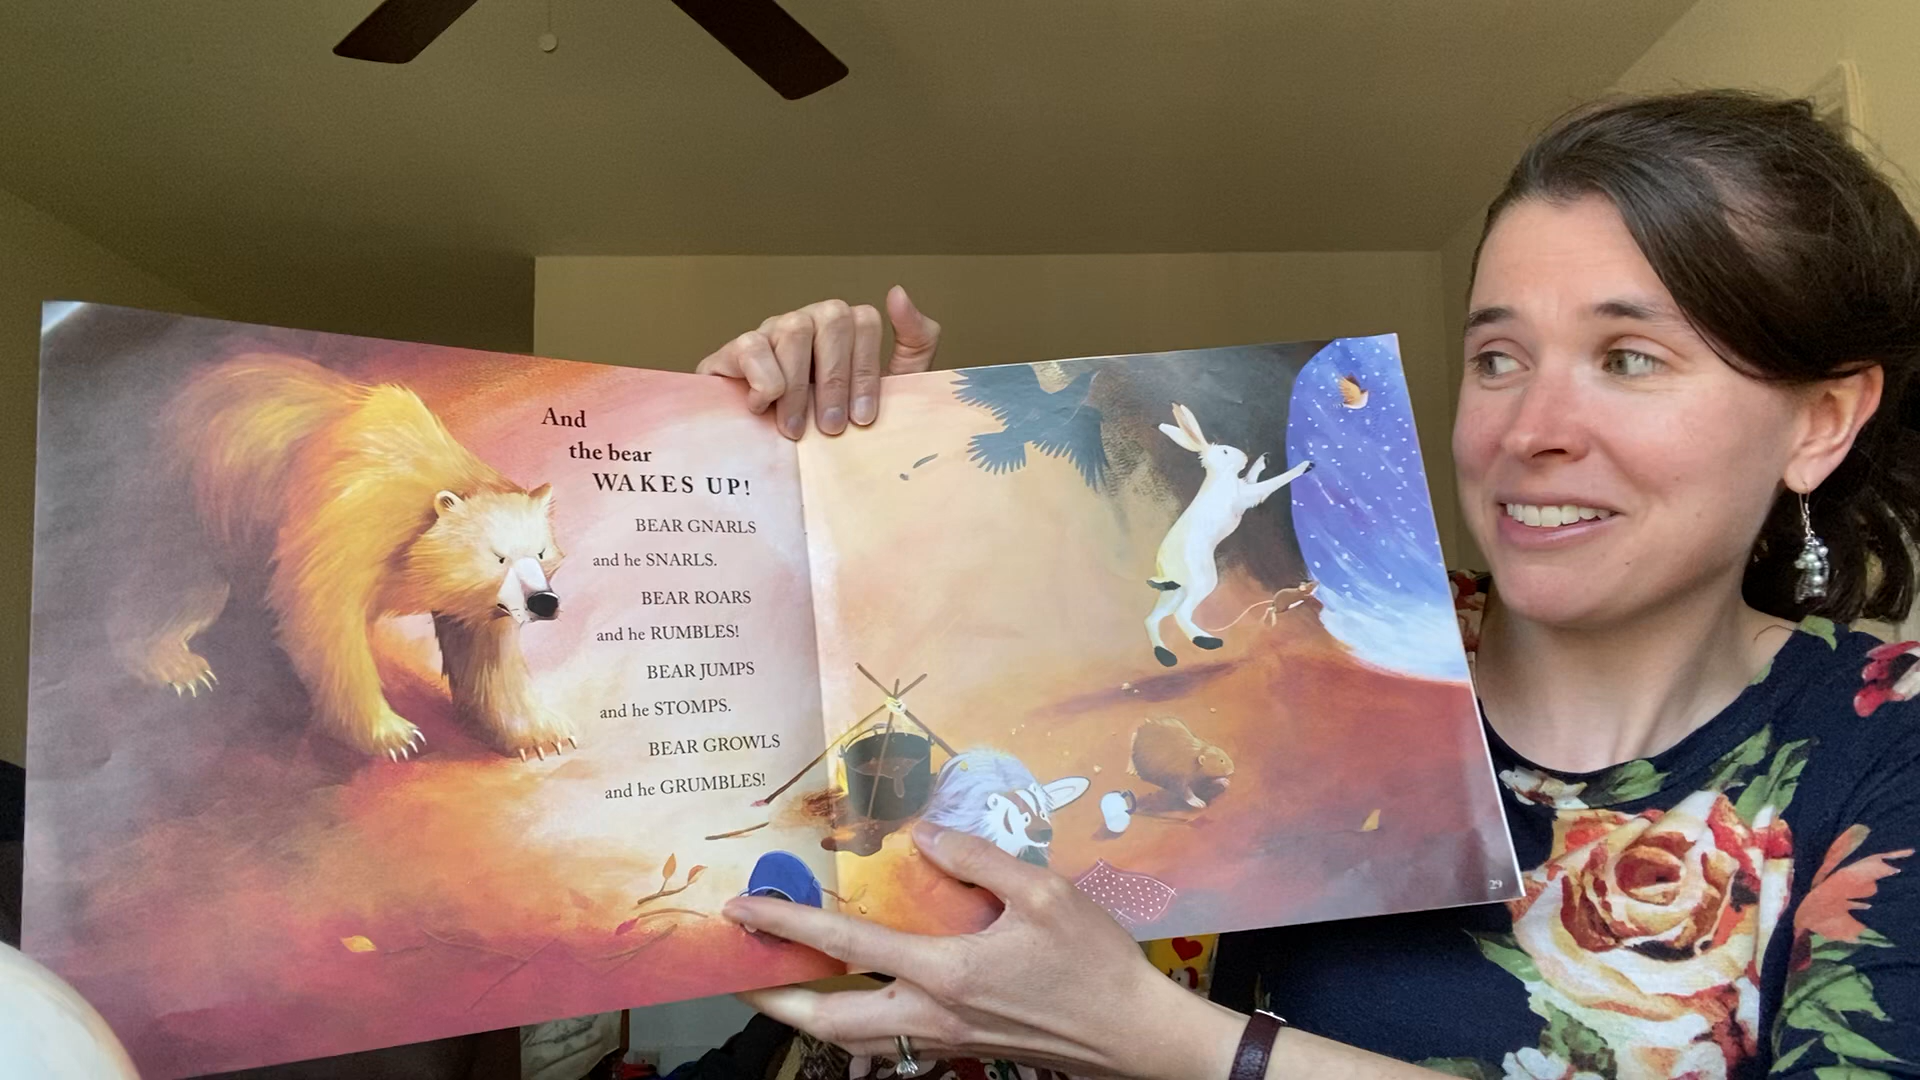 And
the bear
WAKES UP!
BEAR GNARLS
and he SNARLS.
BEAR ROARS
and he RUMBLES!
BEAR JUMPS
and he STOMPS.
BEAR GROWLS
and he GRUMBLES!
29